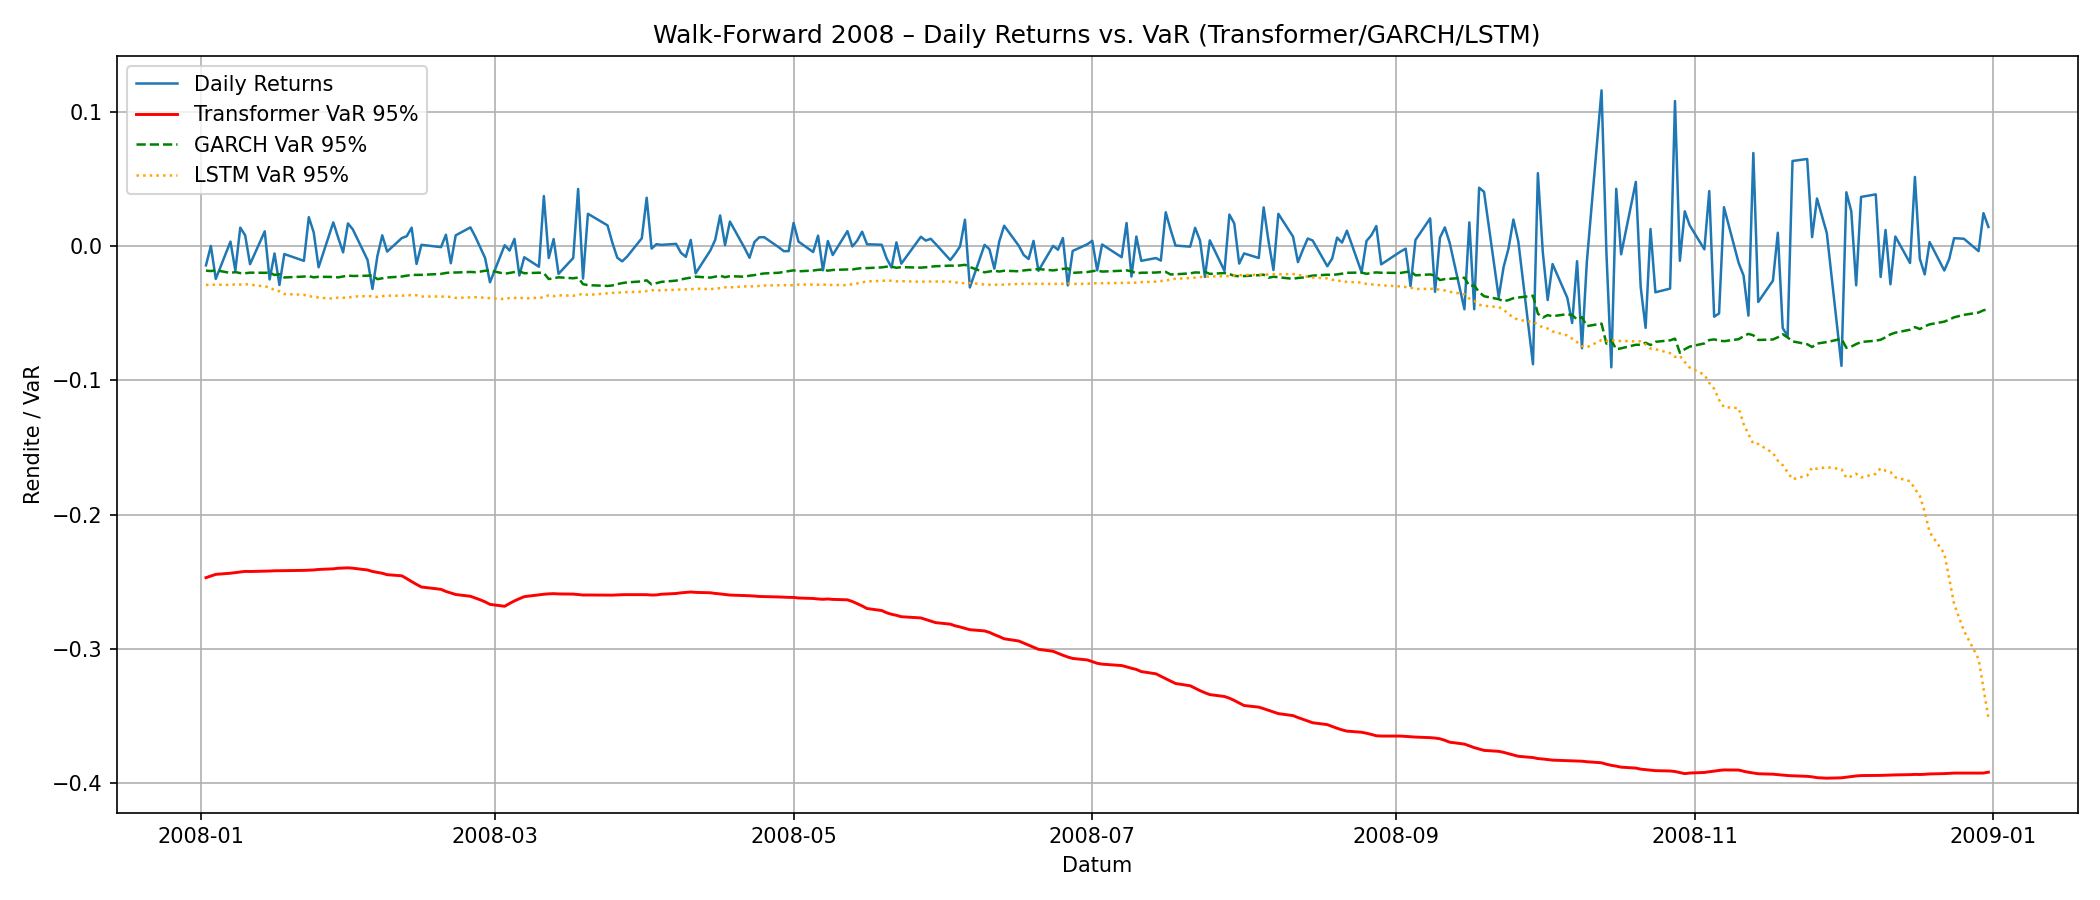 Walk-Forward 2008 – Daily Returns vs. VaR (Transformer/GARCH/LSTM)
Daily Returns
Transformer VaR 95%
GARCH VaR 95%
LSTM VaR 95%
Rendite / VaR
0.1
0.0
−0.1
−0.2
−0.3
−0.4
2008-01
2008-03
2008-05
2008-07
2008-09
2008-11
2009-01
Datum